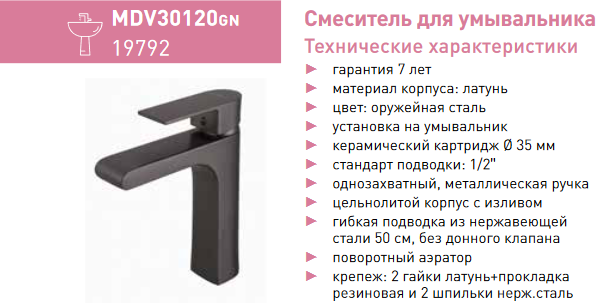 MDV30120GN
19792
Смеситель для умывальника
Технические характеристики
гарантия 7 лет
материал корпуса: латунь
цвет: оружейная сталь
установка на умывальник
керамический картридж Ø 35 мм
стандарт подводки: 1/2"
однозахватный, металлическая ручка
цельнолитой корпус с изливом
гибкая подводка из нержавеющей
стали 50 см, без донного клапана
поворотный аэратор
крепеж: 2 гайки латунь+прокладка
резиновая и 2 шпильки нерж.сталь